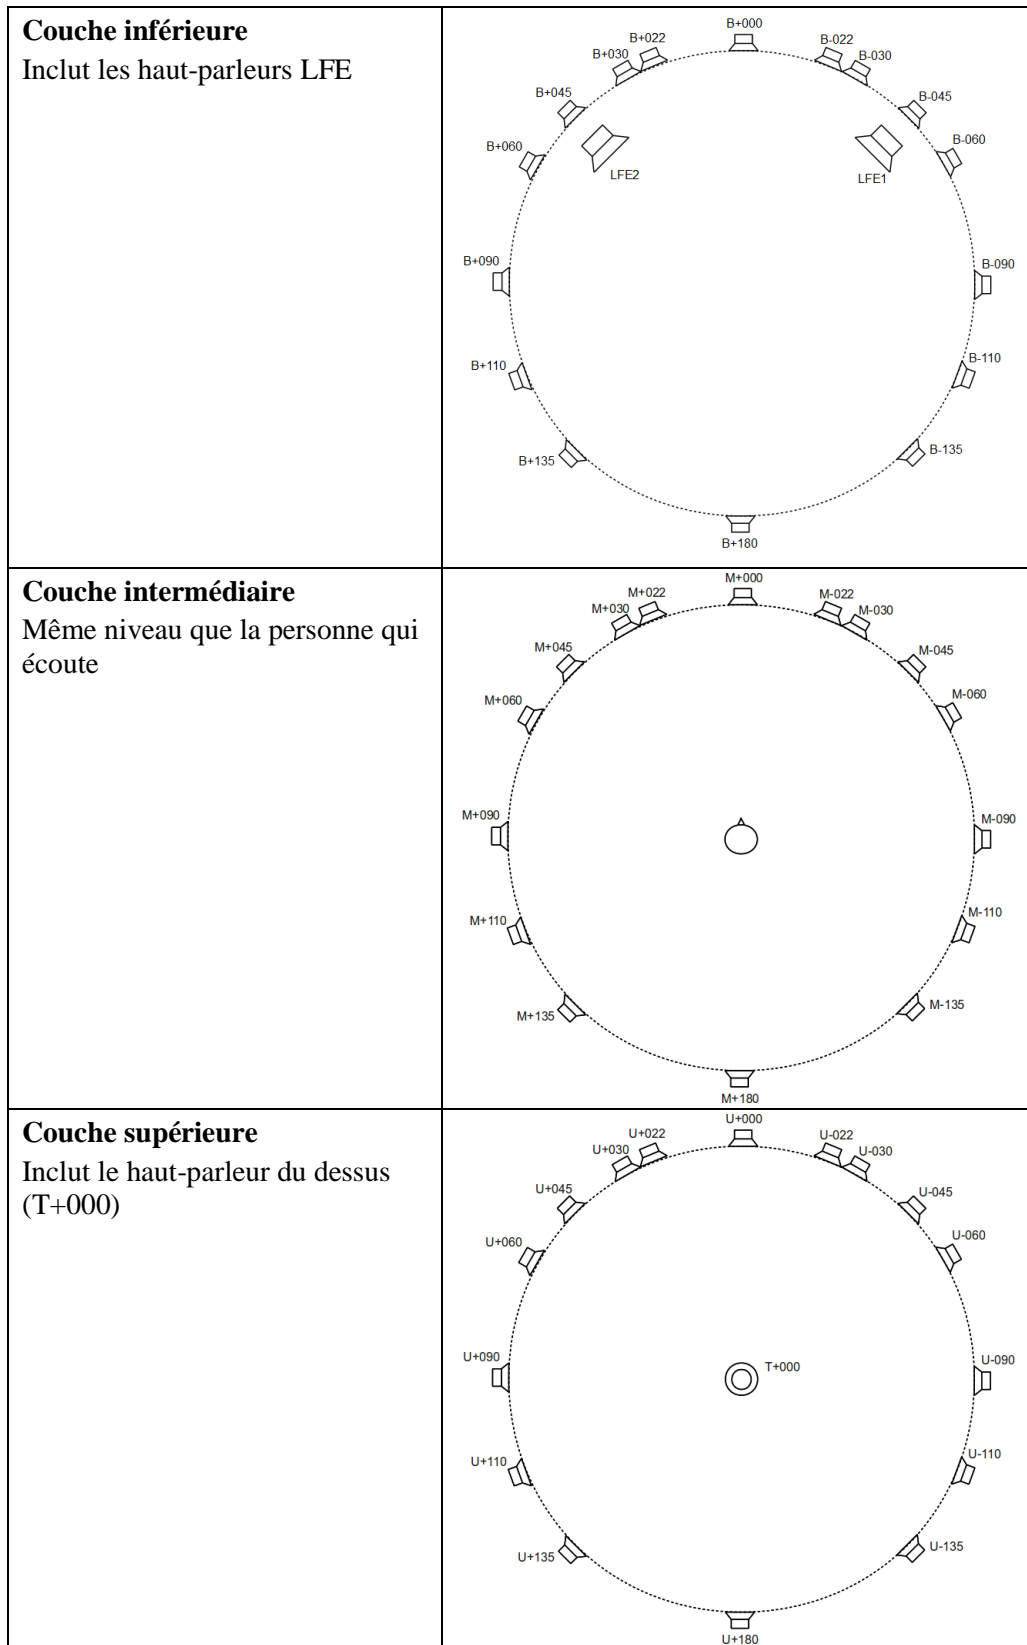 Couche inférieure
Inclut les haut-parleurs LFE
B+000
B+022
B-022
B+030
B-030
B+045
B-045
B+060
B-060
LFE2
LFE1
B+090
B-090
B+110
B-110
B+135
B-135
B+180
Couche intermédiaire
Même niveau que la personne qui
écoute
M+000
M+022
M-022
M+030
M-030
M+045
M-045
M+060
M-060
M+090
M-090
M+110
M-110
M+135
M-135
M+180
Couche supérieure
Inclut le haut-parleur du dessus
(T+000)
U+000
U+022
U-022
U+030
U-030
U+045
U-045
U+060
U-060
U+090
U-090
T+000
U+110
U-110
U+135
U-135
U+180